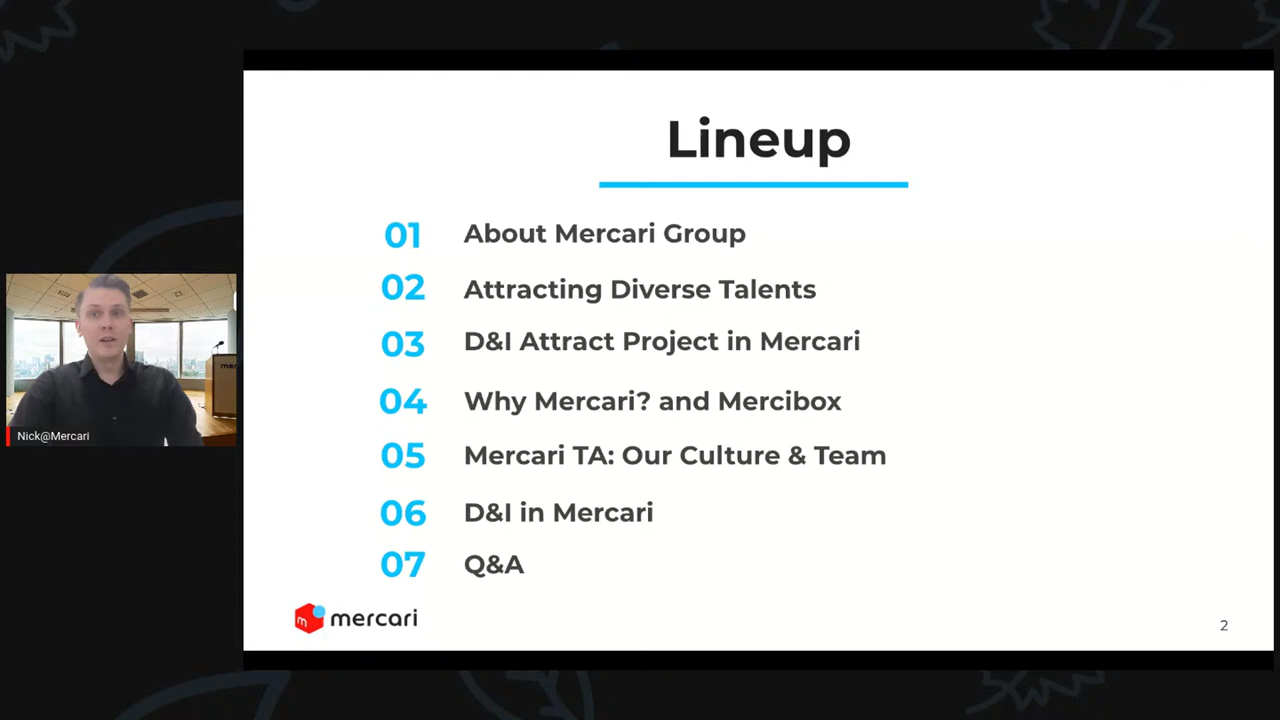 Lineup
01 About Mercari Group
02 Attracting Diverse Talents
03 D&I Attract Project in Mercari
04 Why Mercari? and Mercibox
05 Mercari TA: Our Culture & Team
06 D&I in Mercari
07 Q&A
mercari
2
mer
Nick@Mercari